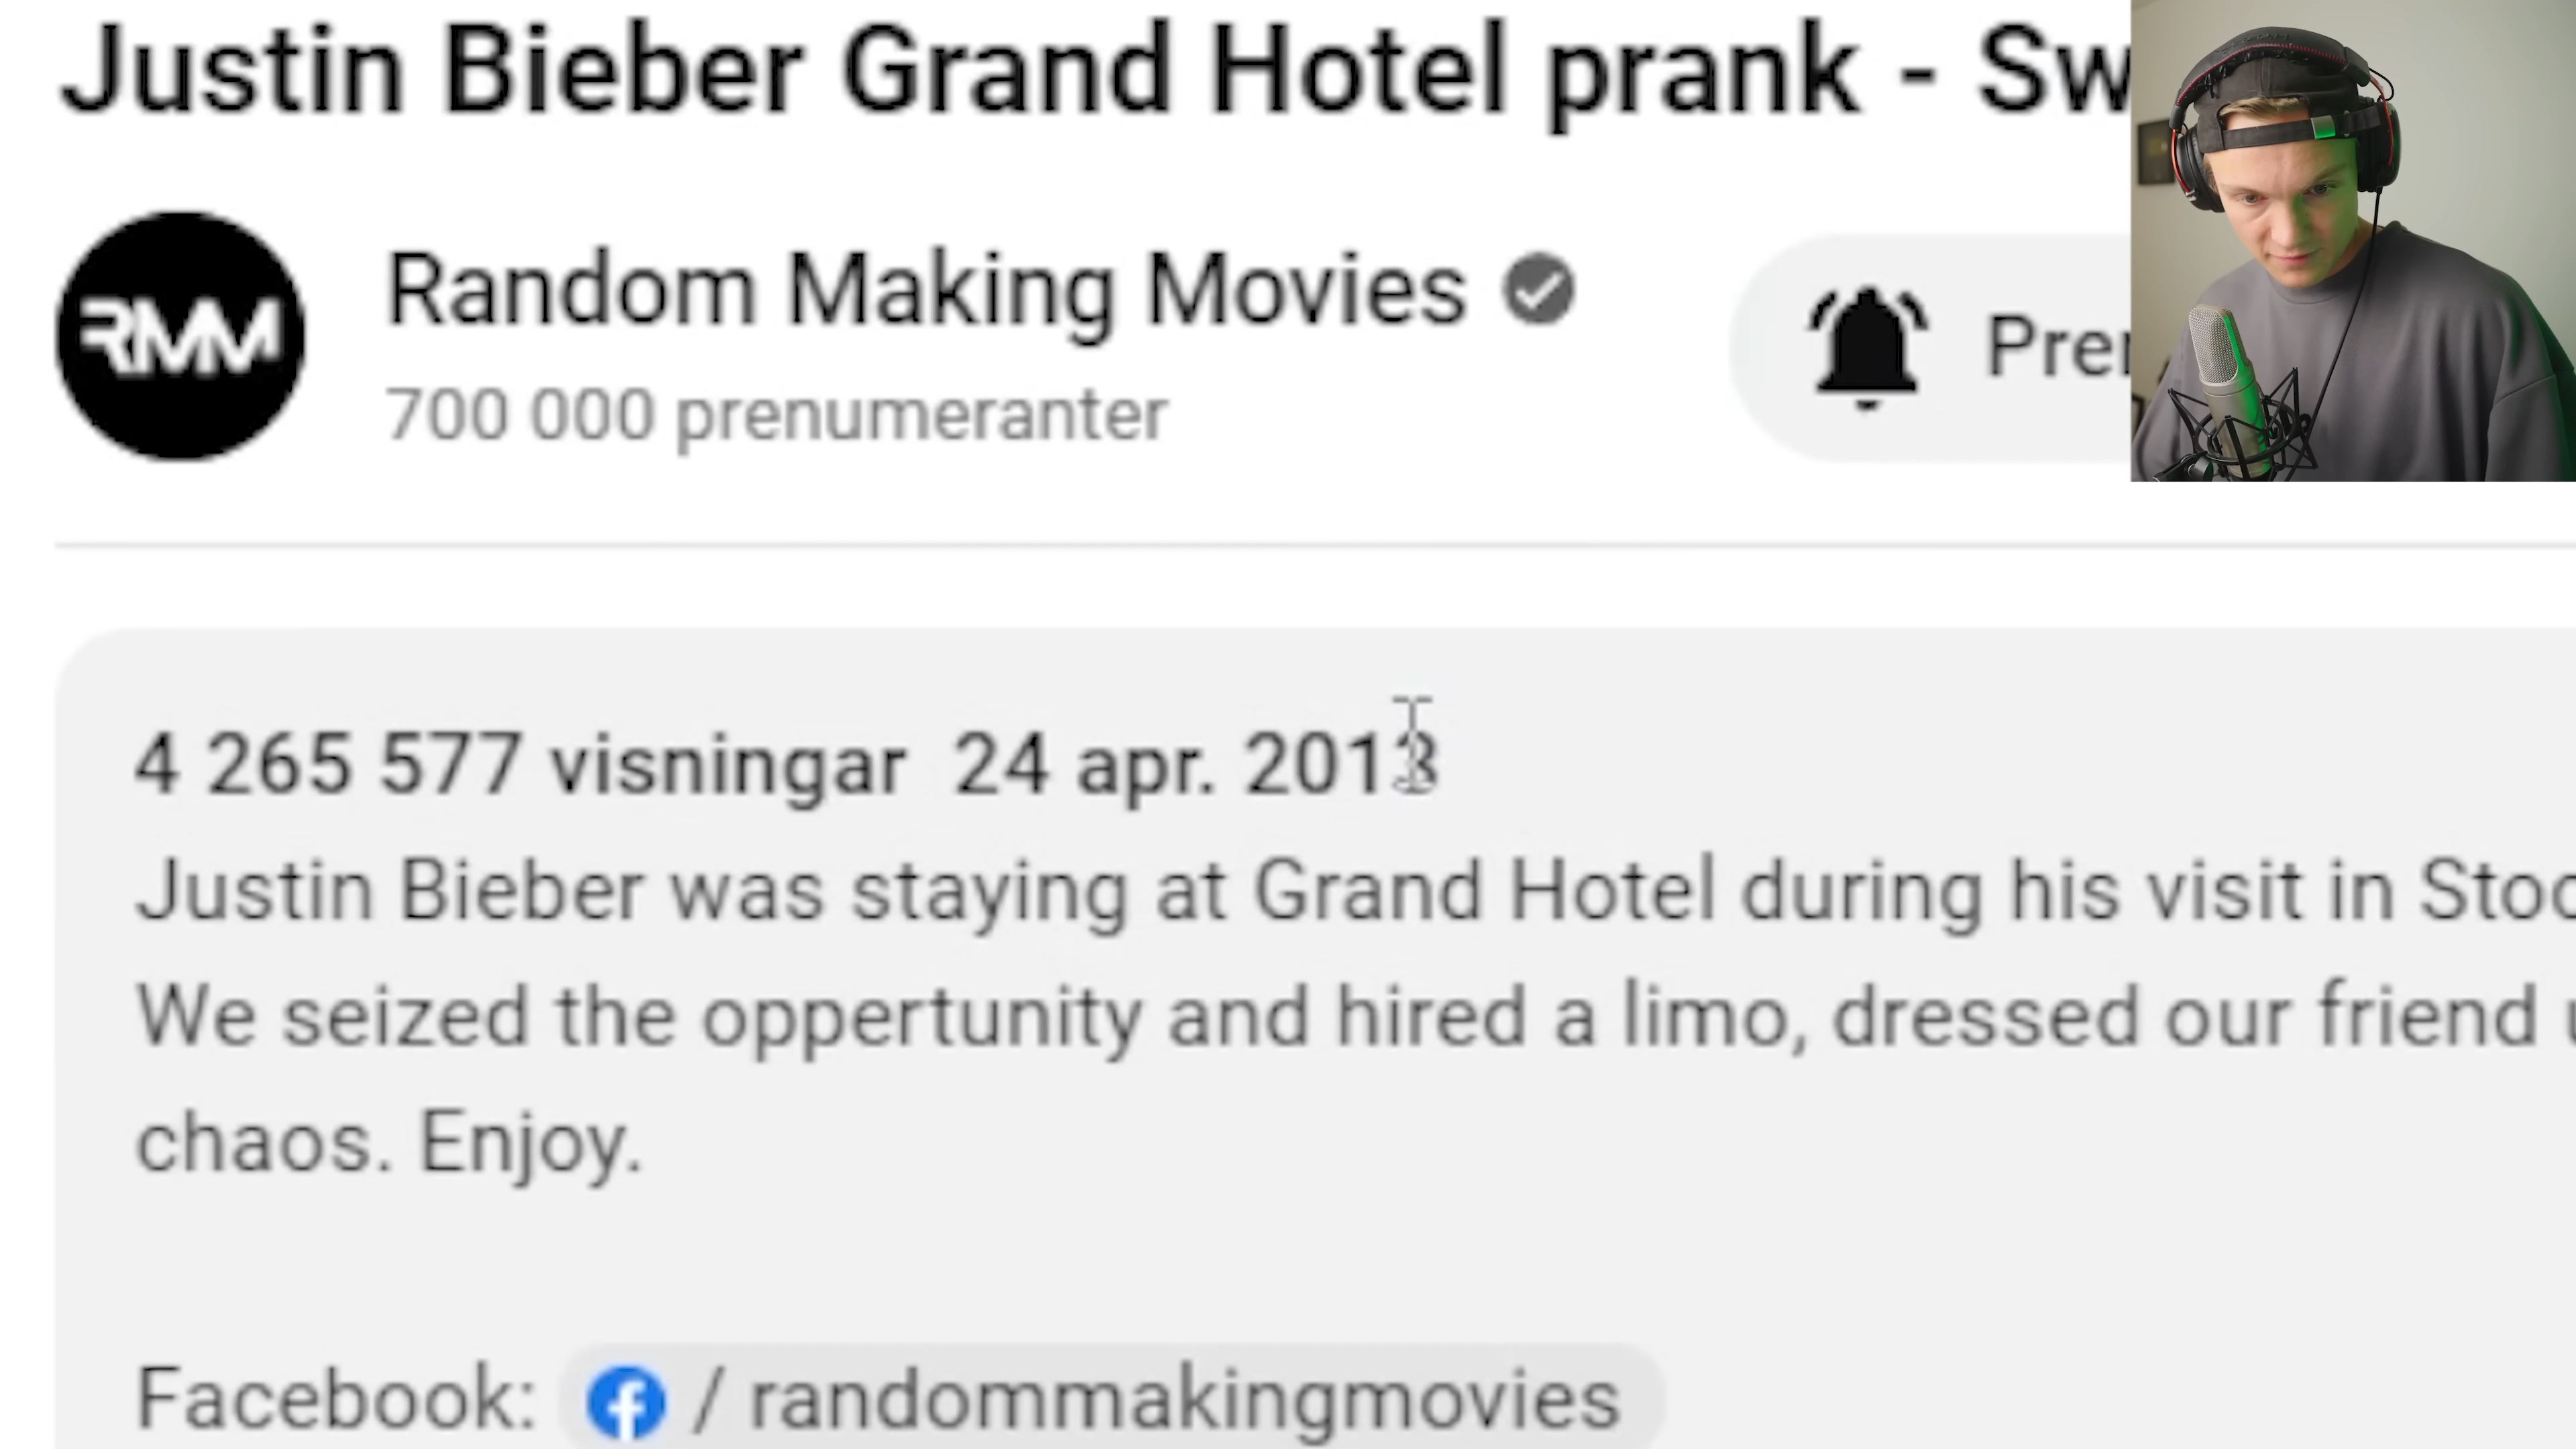 Justin Bieber Grand Hotel prank - Sw
RMM
Random Making Movies
700 000 prenumeranter
Pre
4 265 577 visningar 24 apr. 2013
Justin Bieber was staying at Grand Hotel during his visit in Stoc
We seized the oppertunity and hired a limo, dressed our friend u
chaos. Enjoy.
Facebook: / randommakingmovies